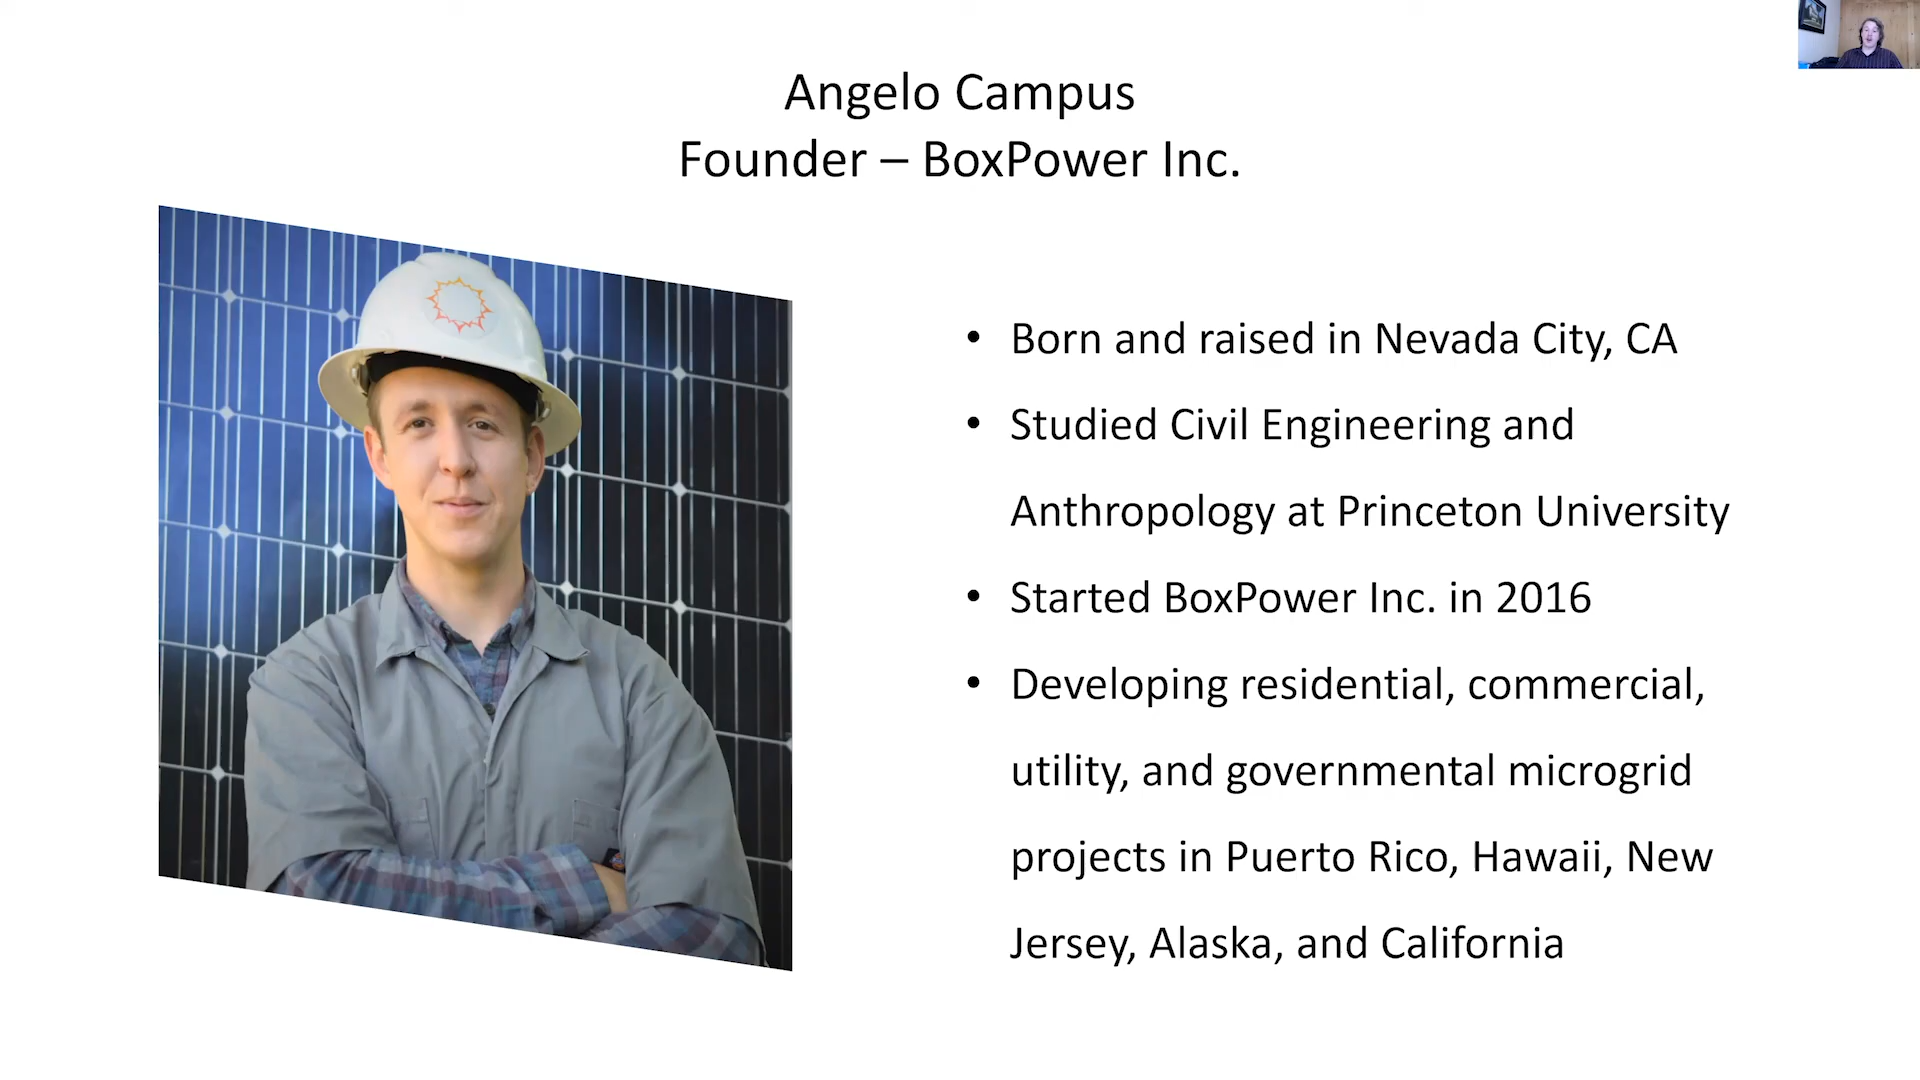 Angelo Campus
Founder – BoxPower Inc.
• Born and raised in Nevada City, CA
• Studied Civil Engineering and
Anthropology at Princeton University
• Started BoxPower Inc. in 2016
• Developing residential, commercial,
utility, and governmental microgrid
projects in Puerto Rico, Hawaii, New
Jersey, Alaska, and California